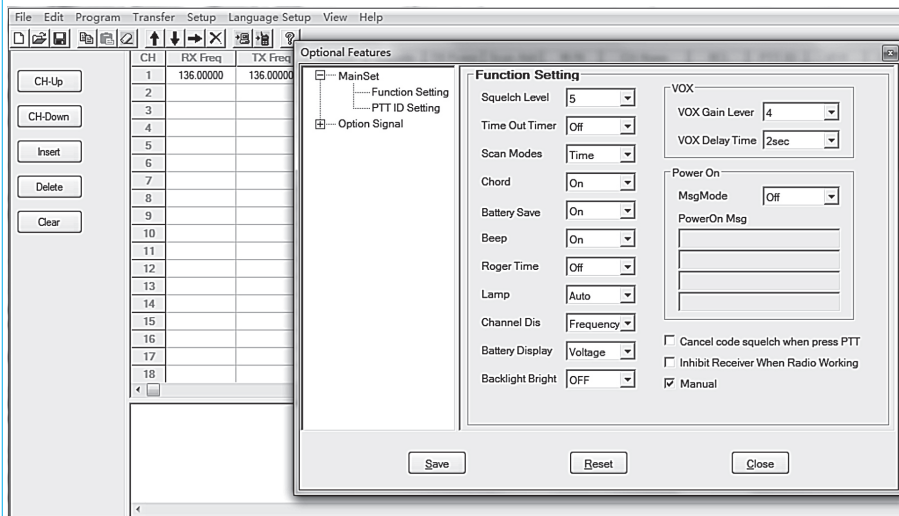 File Edit Program Transfer Setup Language Setup View Help
CH RX Freq TX Freq
1 136.00000 136.00000
2
3
4
5
6
7
8
9
10
11
12
13
14
15
16
17
18
CH-Up
CH-Down
Insert
Delete
Clear
Optional Features
MainSet
Function Setting
PTT ID Setting
Option Signal
Function Setting
Squelch Level 5
Time Out Timer Off
Scan Modes Time
Chord On
Battery Save On
Beep On
Roger Time Off
Lamp Auto
Channel Dis Frequency
Battery Display Voltage
Backlight Bright OFF
VOX
VOX Gain Lever 4
VOX Delay Time 2sec
Power On
MsgMode Off
PowerOn Msg
Cancel code squelch when press PTT
Inhibit Receiver When Radio Working
Manual
Save Reset Close